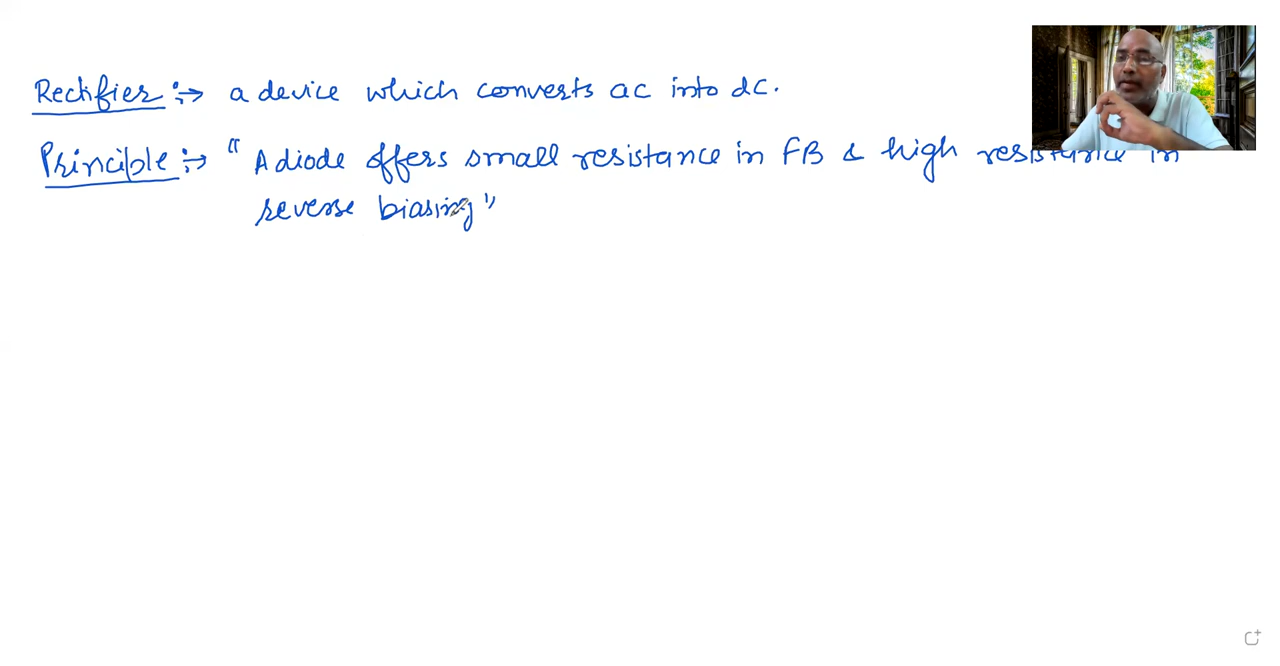 Rectifier :→ a device which converts ac into dc.
Principle :→ "A diode offers small resistance in FB & high resistance in
reverse biasing"